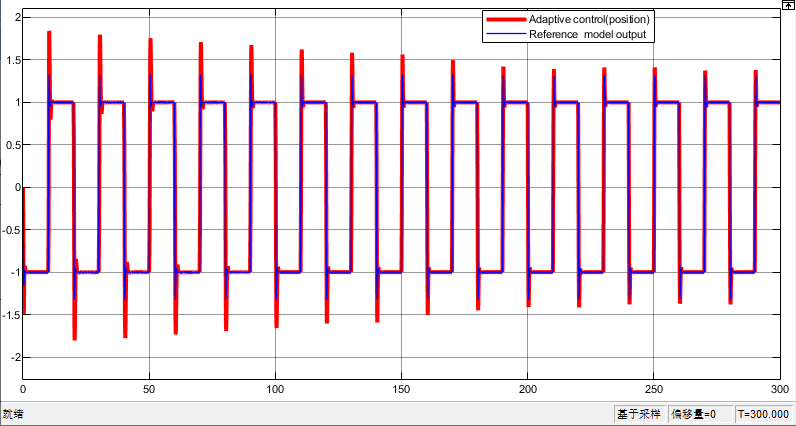 Adaptive control(position)
Reference model output
2
1.5
1
0.5
0
-0.5
-1
-1.5
-2
0 50 100 150 200 250 300
就绪 基于采样 偏移量=0 T=300.000